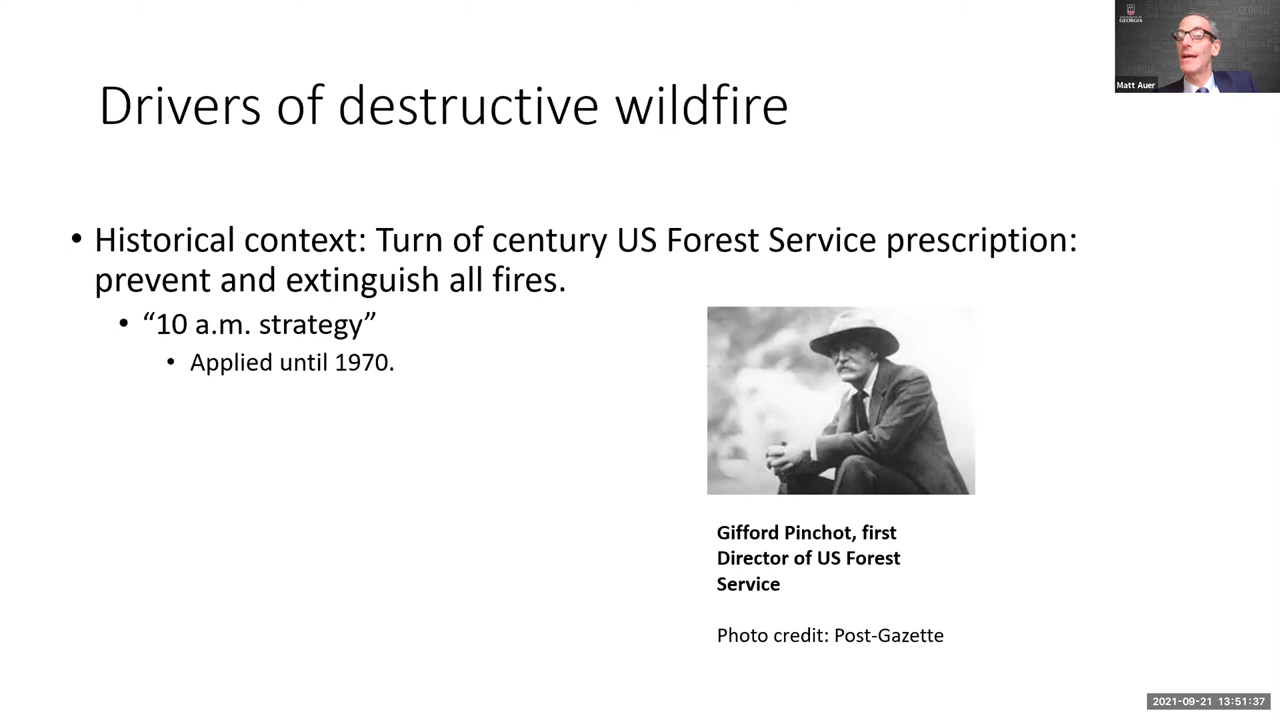 GEORGIA
Matt Auer
Drivers of destructive wildfire
• Historical context: Turn of century US Forest Service prescription:
prevent and extinguish all fires.
• “10 a.m. strategy”
• Applied until 1970.
Gifford Pinchot, first
Director of US Forest
Service
Photo credit: Post-Gazette
2021-09-21 13:51:37